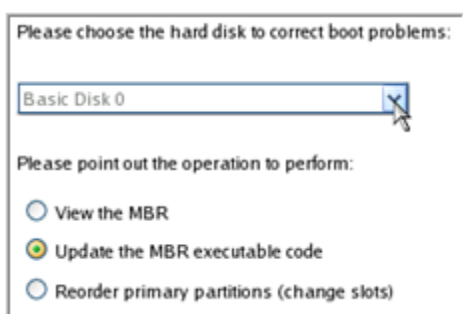 Please choose the hard disk to correct boot problems:
Basic Disk 0
Please point out the operation to perform:
View the MBR
Update the MBR executable code
Reorder primary partitions (change slots)